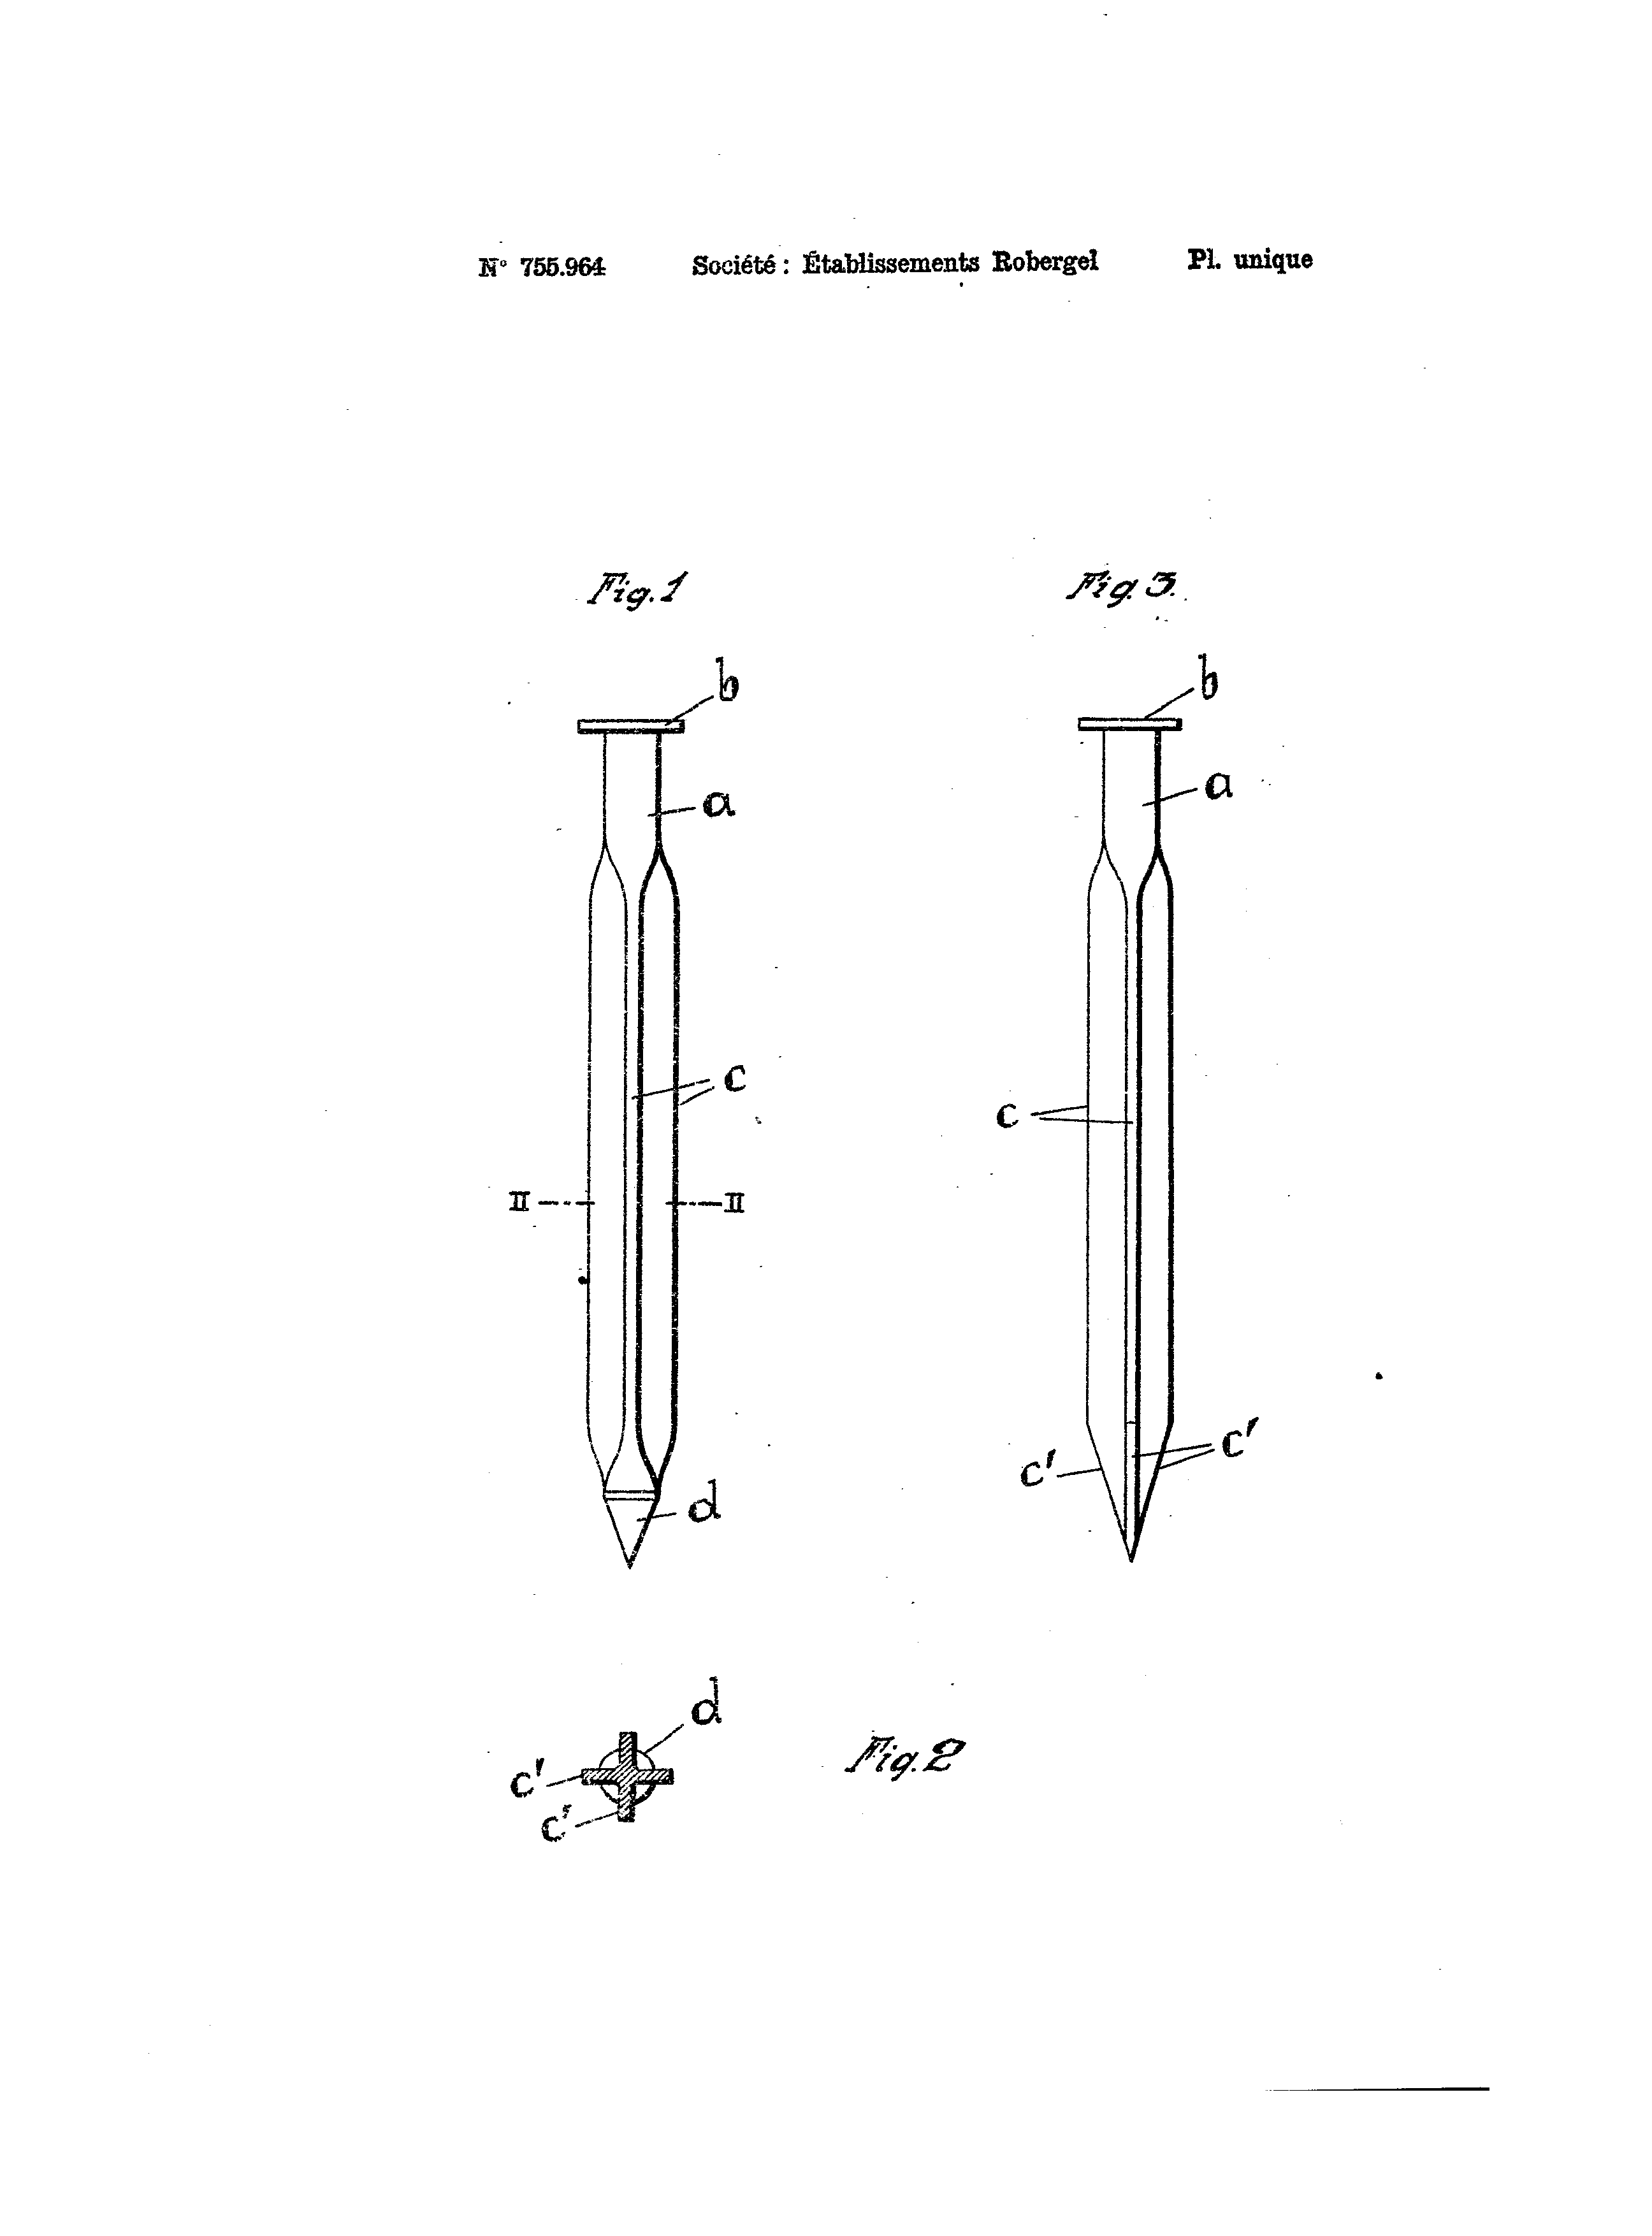 N° 755.964 Société : Établissements Robergel Pl. unique
Fig. 1
Fig. 3.
b
b
a
a
c
c
II
II
c'
c'
d
d
c'
c'
Fig. 2